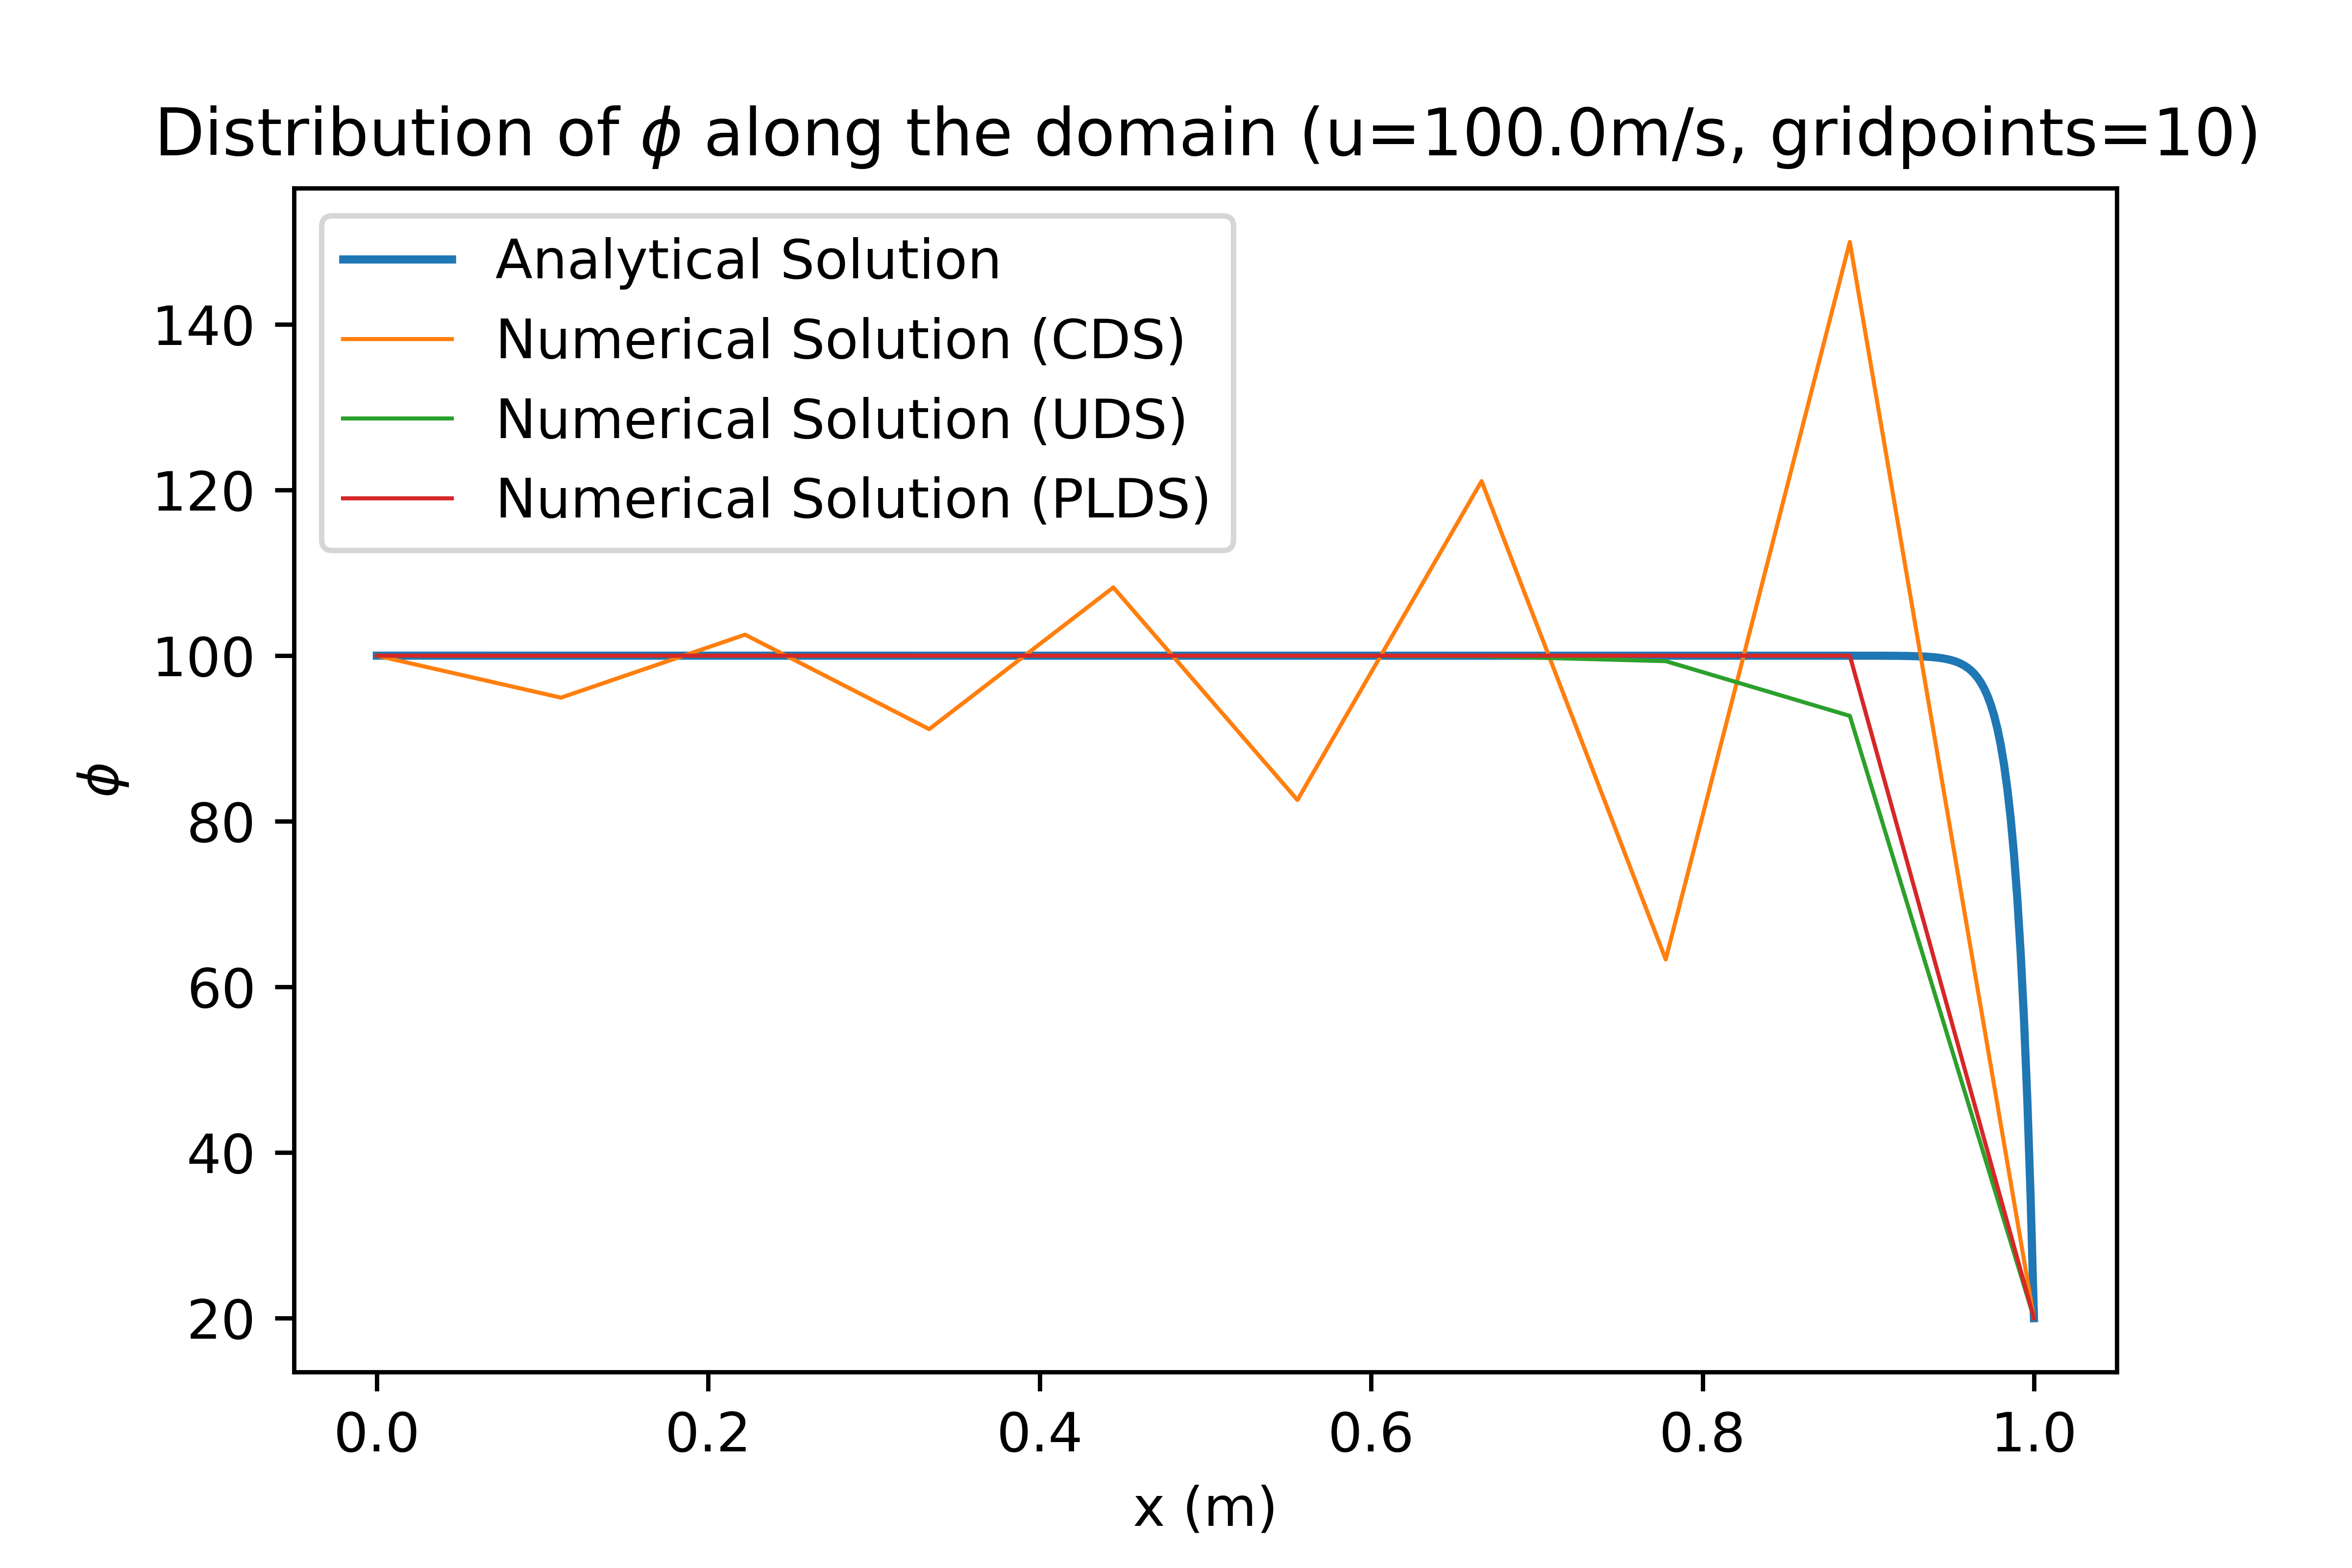 Distribution of ϕ along the domain (u=100.0m/s, gridpoints=10)
Analytical Solution
Numerical Solution (CDS)
Numerical Solution (UDS)
Numerical Solution (PLDS)
140
120
100
80
60
40
20
ϕ
0.0 0.2 0.4 0.6 0.8 1.0
x (m)